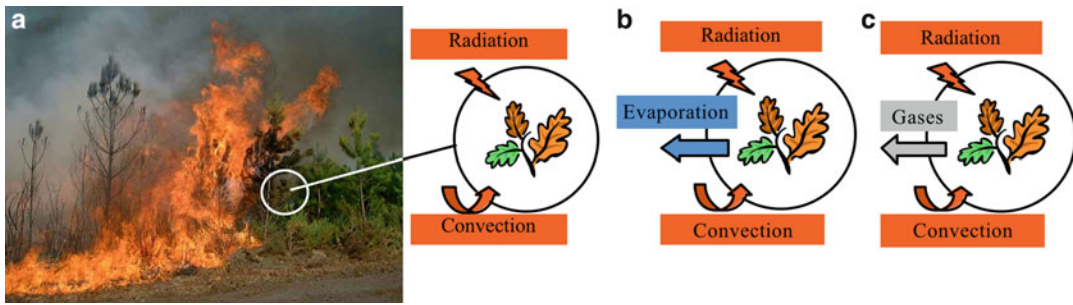 a
Radiation
Convection
b
Radiation
Evaporation
Convection
c
Radiation
Gases
Convection